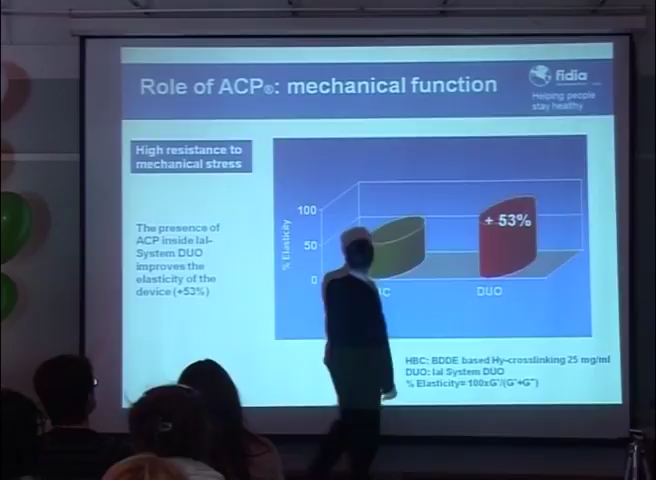 Role of ACP®: mechanical function
fidia
Helping people
stay healthy
High resistance to
mechanical stress
The presence of
ACP inside Ial-
System DUO
improves the
elasticity of the
device (+53%)
% Elasticity
100
50
0
+ 53%
DUO
HBC: BDDE based Hy-crosslinking 25 mg/ml
DUO: Ial System DUO
% Elasticity= 100xG'/(G'+G'')